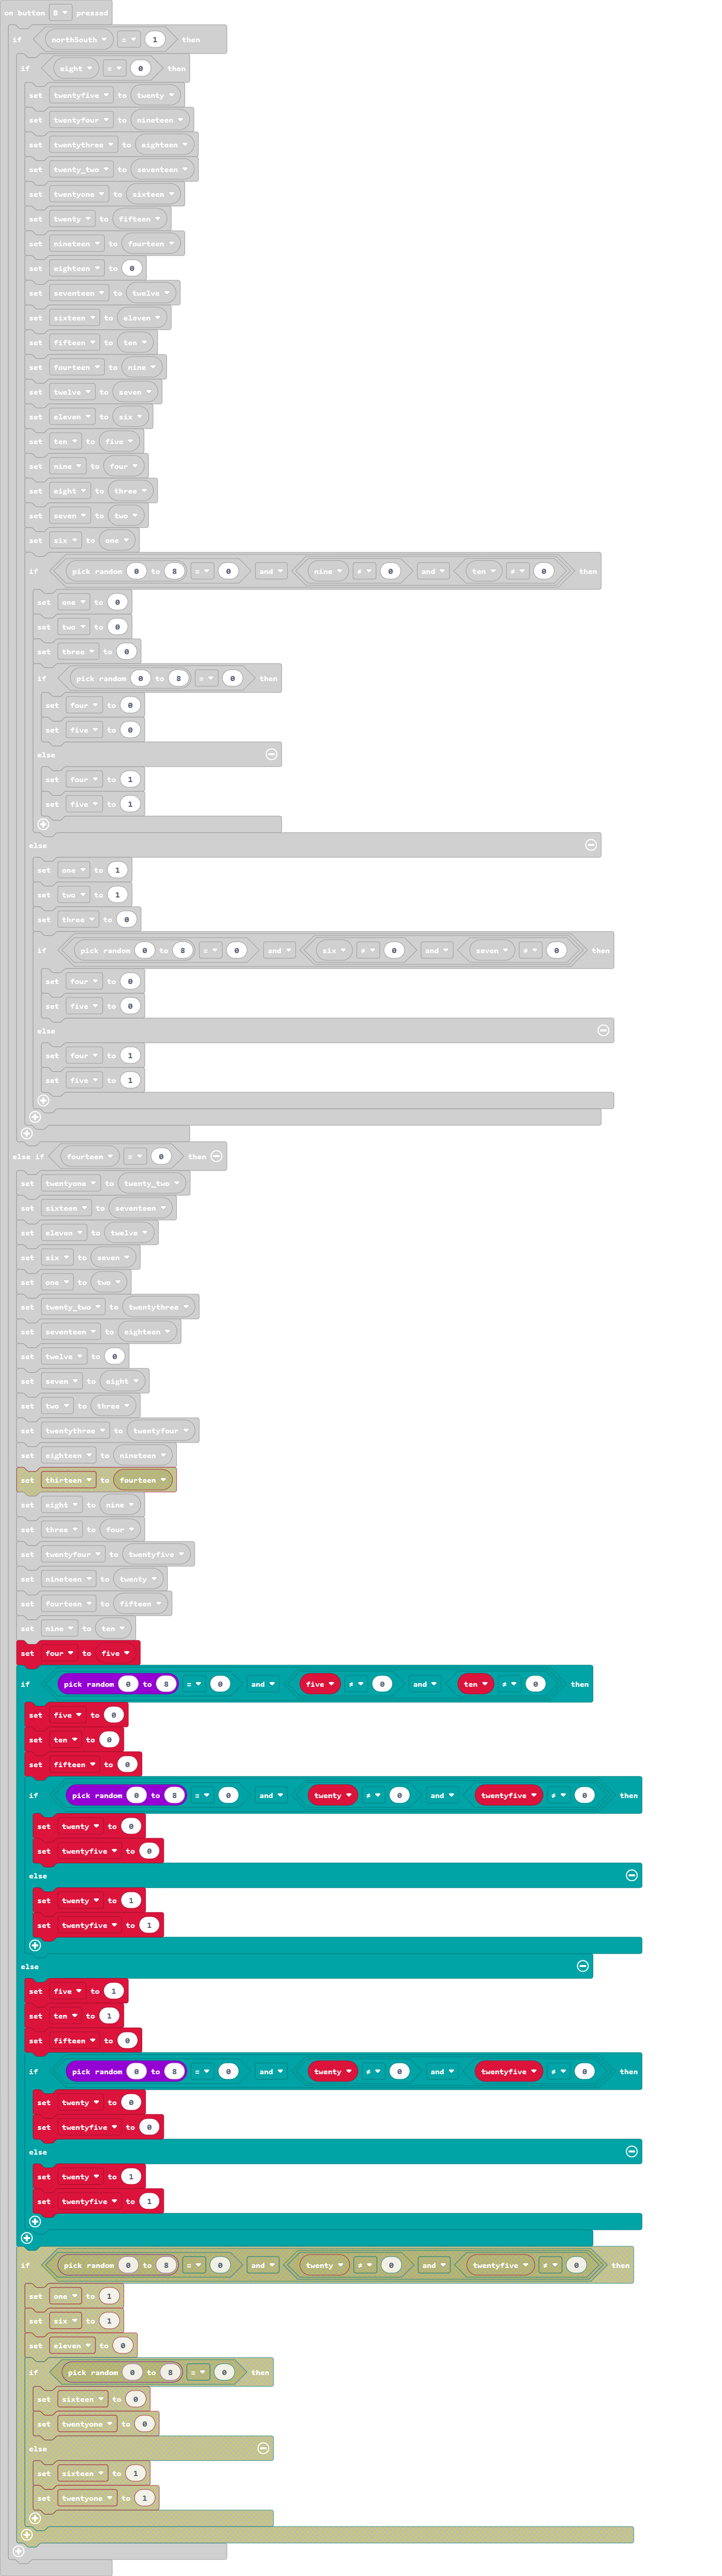 on button B pressed
if northSouth = 1 then
if eight = 0 then
set twentyfive to twenty
set twentyfour to nineteen
set twentythree to eighteen
set twenty_two to seventeen
set twentyone to sixteen
set twenty to fifteen
set nineteen to fourteen
set eighteen to 0
set seventeen to twelve
set sixteen to eleven
set fifteen to ten
set fourteen to nine
set twelve to seven
set eleven to six
set ten to five
set nine to four
set eight to three
set seven to two
set six to one
if pick random 0 to 8 = 0 and nine ≠ 0 and ten ≠ 0 then
set one to 0
set two to 0
set three to 0
if pick random 0 to 8 = 0 then
set four to 0
set five to 0
else
set four to 1
set five to 1
else
set one to 1
set two to 1
set three to 0
if pick random 0 to 8 = 0 and six ≠ 0 and seven ≠ 0 then
set four to 0
set five to 0
else
set four to 1
set five to 1
else if fourteen = 0 then
set twentyone to twenty_two
set sixteen to seventeen
set eleven to twelve
set six to seven
set one to two
set twenty_two to twentythree
set seventeen to eighteen
set twelve to 0
set seven to eight
set two to three
set twentythree to twentyfour
set eighteen to nineteen
set thirteen to fourteen
set eight to nine
set three to four
set twentyfour to twentyfive
set nineteen to twenty
set fourteen to fifteen
set nine to ten
set four to five
if pick random 0 to 8 = 0 and five ≠ 0 and ten ≠ 0 then
set five to 0
set ten to 0
set fifteen to 0
if pick random 0 to 8 = 0 and twenty ≠ 0 and twentyfive ≠ 0 then
set twenty to 0
set twentyfive to 0
else
set twenty to 1
set twentyfive to 1
else
set five to 1
set ten to 1
set fifteen to 0
if pick random 0 to 8 = 0 and twenty ≠ 0 and twentyfive ≠ 0 then
set twenty to 0
set twentyfive to 0
else
set twenty to 1
set twentyfive to 1
if pick random 0 to 8 = 0 and twenty ≠ 0 and twentyfive ≠ 0 then
set one to 1
set six to 1
set eleven to 0
if pick random 0 to 8 = 0 then
set sixteen to 0
set twentyone to 0
else
set sixteen to 1
set twentyone to 1